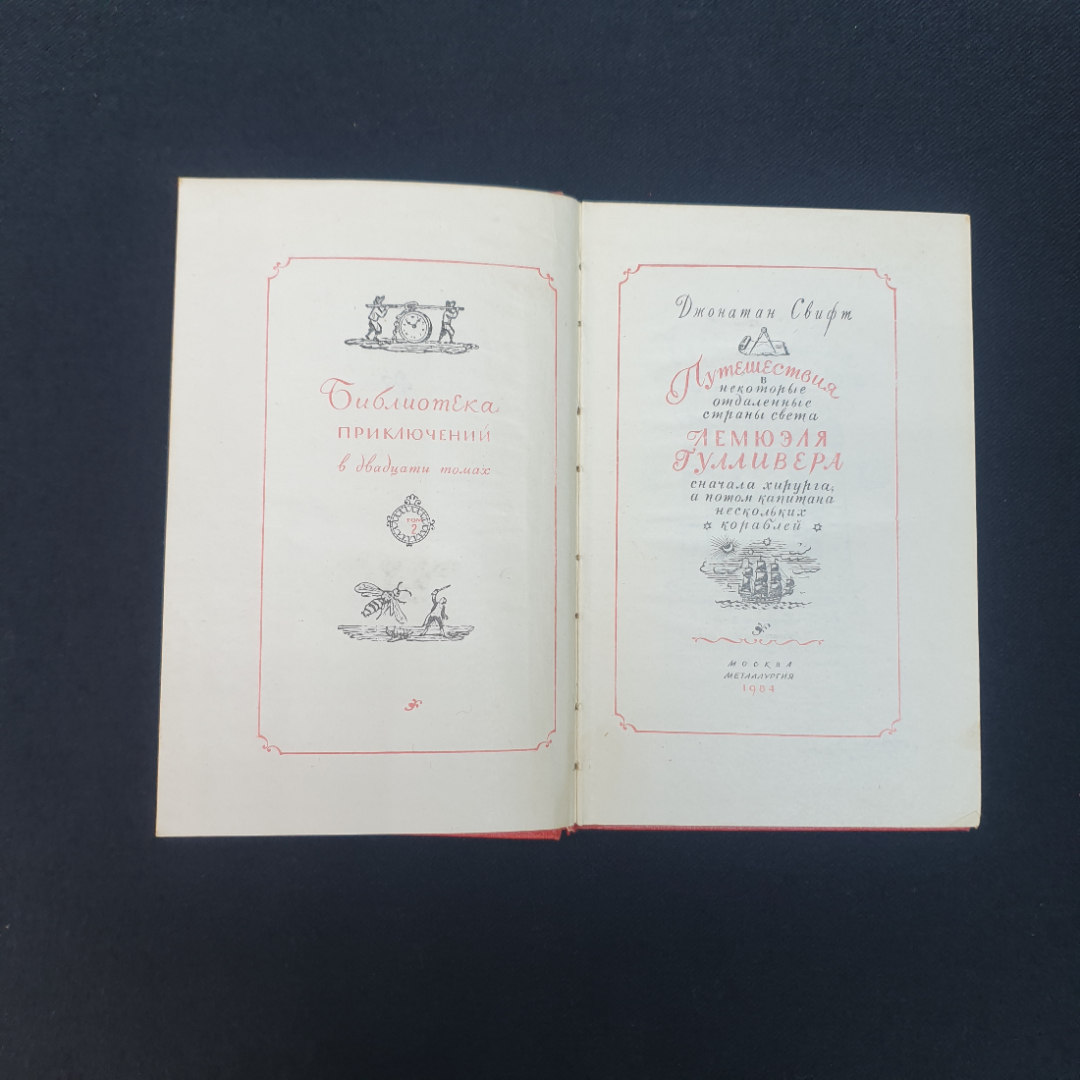 Библиотека
ПРИКЛЮЧЕНИЙ
в двадцати томах
ТОМ
2
Джонатан Свифт
Путешествия
в
некоторые
отдаленные
страны света
ЛЕМЮЭЛЯ
ГУЛЛИВЕРА
сначала хирурга,
а потом капитана
нескольких
кораблей
МОСКВА
МЕТАЛЛУРГИЯ
1984